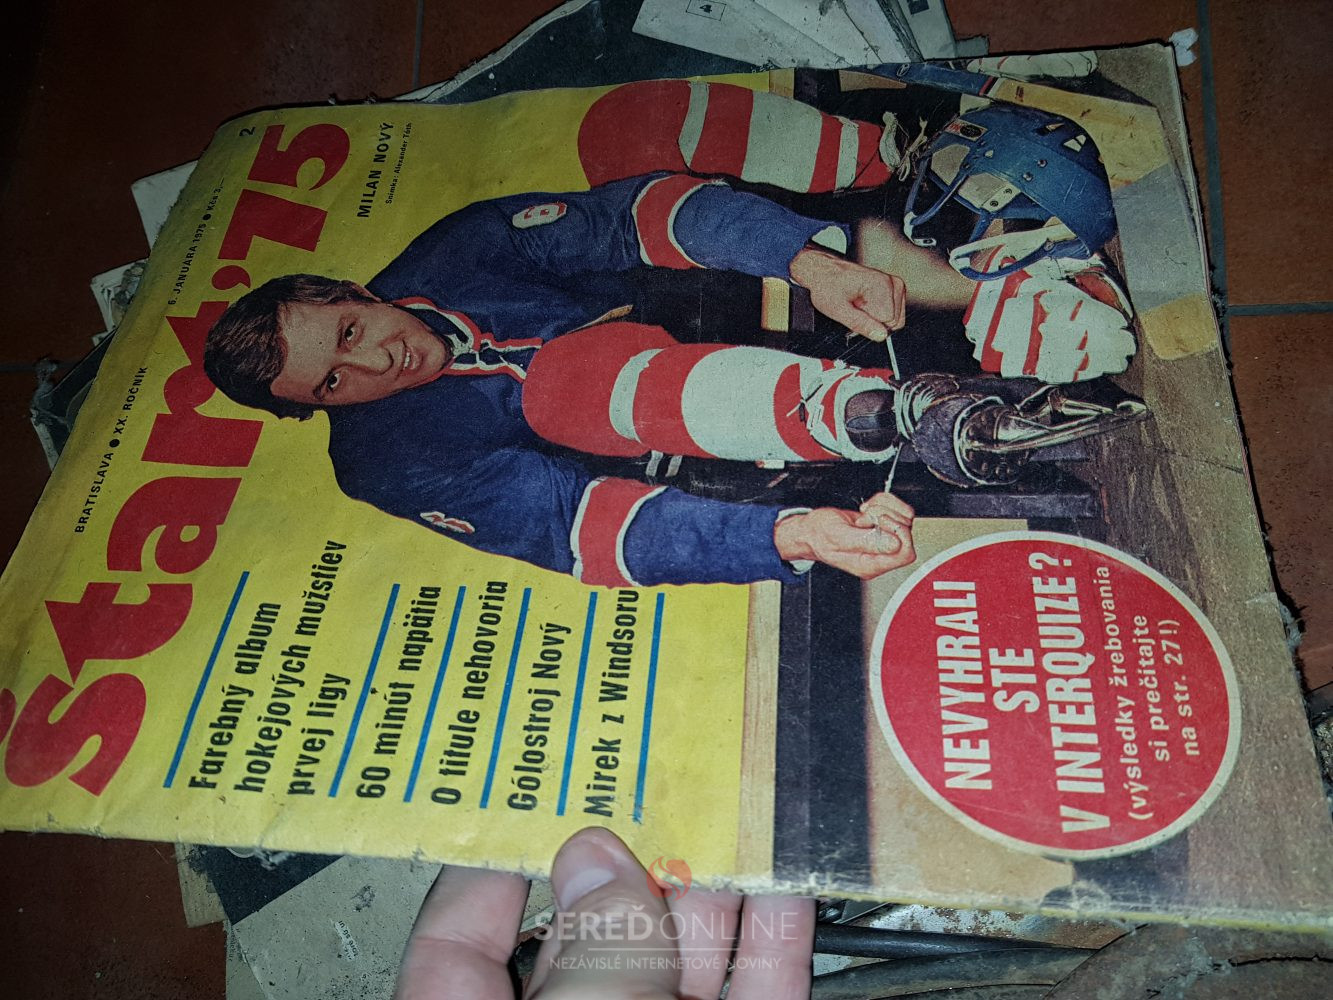 2
BRATISLAVA ● XX. ROČNÍK
6. JANUÁRA 1975 ● Kčs 3,—
Štart,'75
MILAN NOVÝ
Snímka: Alexander Tóth
6
Farebný album
hokejových mužstiev
prvej ligy
60 minút napätia
O titule nehovoria
Gólostroj Nový
Mirek z Windsoru
NEVYHRALI
STE
V INTERQUIZE?
(výsledky žrebovania
si prečítajte
na str. 27!)
4
SEREĎONLINE
NEZÁVISLÉ INTERNETOVÉ NOVINY